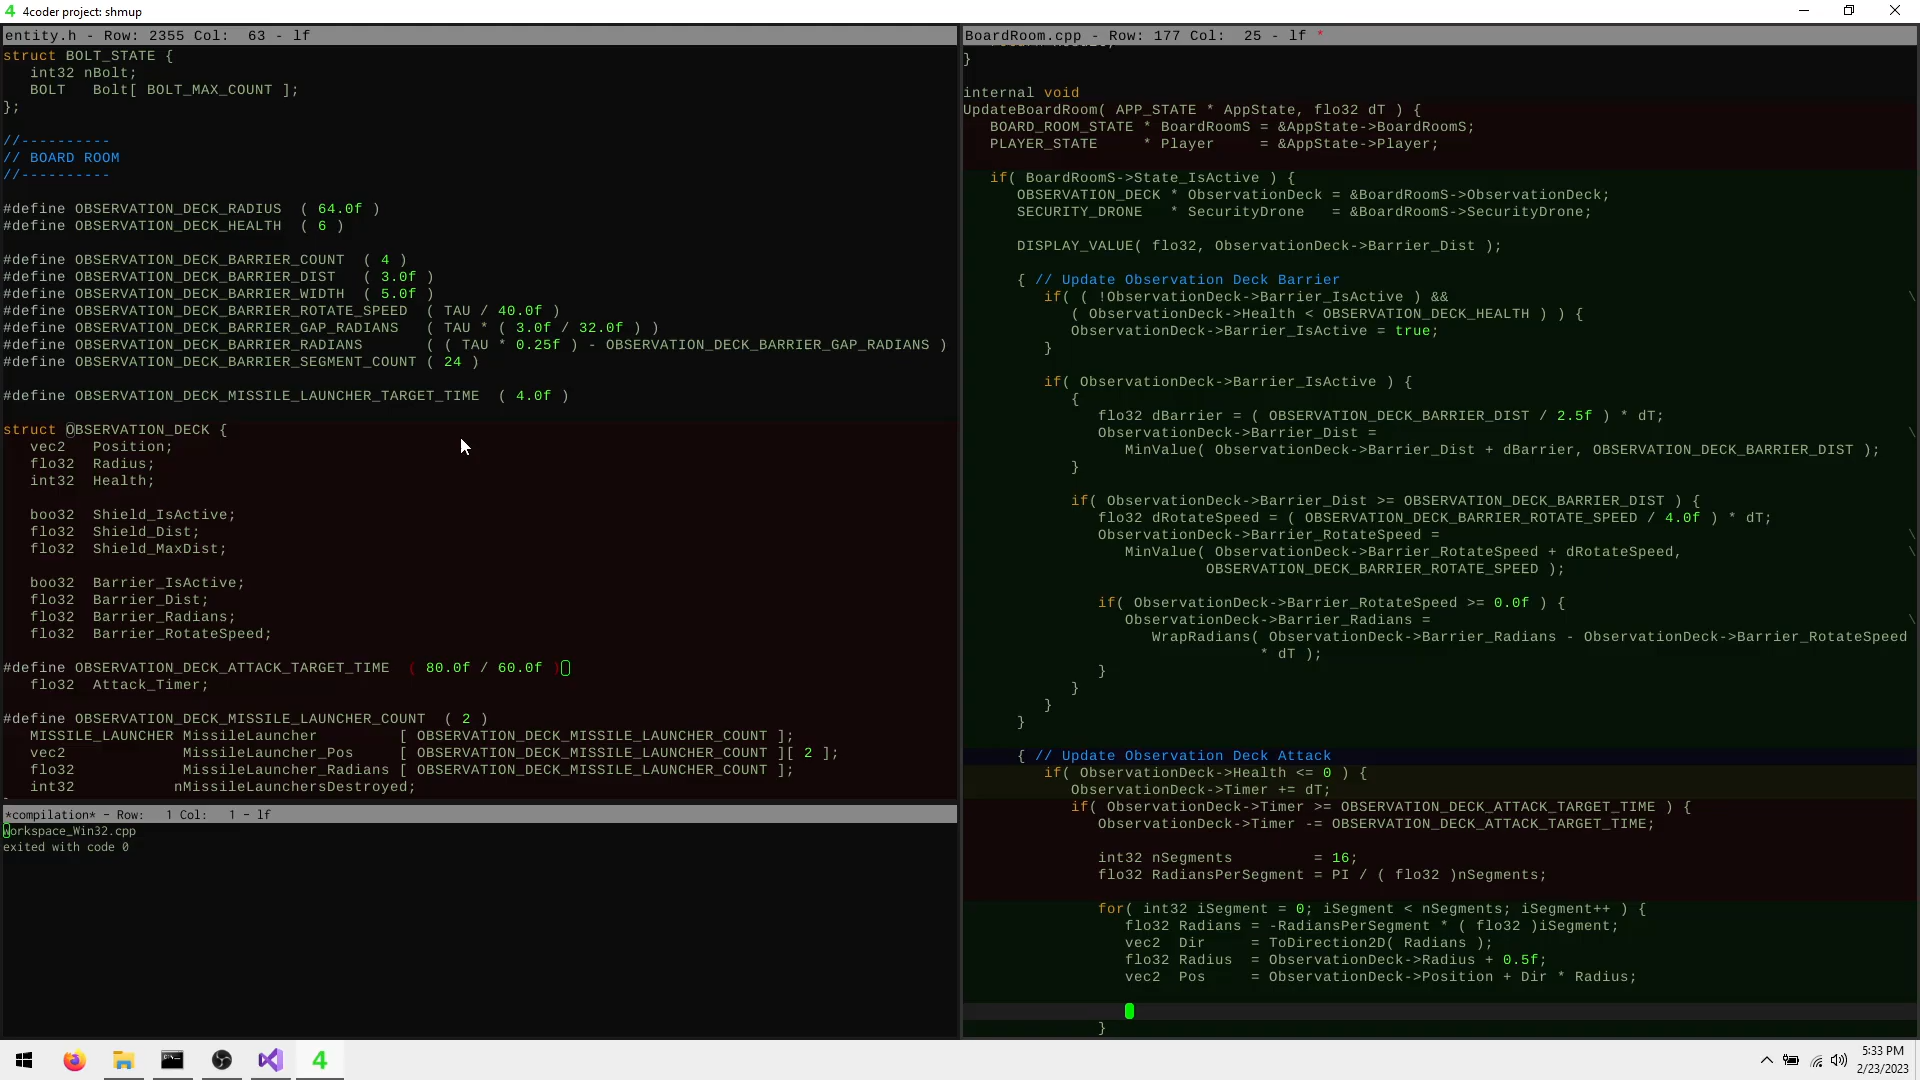 4 4coder project: shmup
entity.h - Row: 2355 Col:  63 - lf
struct BOLT_STATE {
   int32 nBolt;
   BOLT   Bolt[ BOLT_MAX_COUNT ];
};
//----------
// BOARD ROOM
//----------
#define OBSERVATION_DECK_RADIUS  ( 64.0f )
#define OBSERVATION_DECK_HEALTH  ( 6 )
#define OBSERVATION_DECK_BARRIER_COUNT  ( 4 )
#define OBSERVATION_DECK_BARRIER_DIST   ( 3.0f )
#define OBSERVATION_DECK_BARRIER_WIDTH  ( 5.0f )
#define OBSERVATION_DECK_BARRIER_ROTATE_SPEED  ( TAU / 40.0f )
#define OBSERVATION_DECK_BARRIER_GAP_RADIANS   ( TAU * ( 3.0f / 32.0f ) )
#define OBSERVATION_DECK_BARRIER_RADIANS       ( ( TAU * 0.25f ) - OBSERVATION_DECK_BARRIER_GAP_RADIANS )
#define OBSERVATION_DECK_BARRIER_SEGMENT_COUNT ( 24 )
#define OBSERVATION_DECK_MISSILE_LAUNCHER_TARGET_TIME  ( 4.0f )
struct OBSERVATION_DECK {
   vec2   Position;
   flo32  Radius;
   int32  Health;
   boo32  Shield_IsActive;
   flo32  Shield_Dist;
   flo32  Shield_MaxDist;
   boo32  Barrier_IsActive;
   flo32  Barrier_Dist;
   flo32  Barrier_Radians;
   flo32  Barrier_RotateSpeed;
#define OBSERVATION_DECK_ATTACK_TARGET_TIME  ( 80.0f / 60.0f )
   flo32  Attack_Timer;
#define OBSERVATION_DECK_MISSILE_LAUNCHER_COUNT  ( 2 )
   MISSILE_LAUNCHER MissileLauncher         [ OBSERVATION_DECK_MISSILE_LAUNCHER_COUNT ];
   vec2             MissileLauncher_Pos     [ OBSERVATION_DECK_MISSILE_LAUNCHER_COUNT ][ 2 ];
   flo32            MissileLauncher_Radians [ OBSERVATION_DECK_MISSILE_LAUNCHER_COUNT ];
   int32           nMissileLaunchersDestroyed;
*compilation* - Row:   1 Col:   1 - lf
Workspace_Win32.cpp
exited with code 0
BoardRoom.cpp - Row: 177 Col:  25 - lf *
}
internal void
UpdateBoardRoom( APP_STATE * AppState, flo32 dT ) {
   BOARD_ROOM_STATE * BoardRoomS = &AppState->BoardRoomS;
   PLAYER_STATE     * Player     = &AppState->Player;
   if( BoardRoomS->State_IsActive ) {
      OBSERVATION_DECK * ObservationDeck = &BoardRoomS->ObservationDeck;
      SECURITY_DRONE   * SecurityDrone   = &BoardRoomS->SecurityDrone;
      DISPLAY_VALUE( flo32, ObservationDeck->Barrier_Dist );
      { // Update Observation Deck Barrier
         if( ( !ObservationDeck->Barrier_IsActive ) && \
            ( ObservationDeck->Health < OBSERVATION_DECK_HEALTH ) ) {
            ObservationDeck->Barrier_IsActive = true;
         }
         if( ObservationDeck->Barrier_IsActive ) {
            {
               flo32 dBarrier = ( OBSERVATION_DECK_BARRIER_DIST / 2.5f ) * dT;
               ObservationDeck->Barrier_Dist = \
                  MinValue( ObservationDeck->Barrier_Dist + dBarrier, OBSERVATION_DECK_BARRIER_DIST );
            }
            if( ObservationDeck->Barrier_Dist >= OBSERVATION_DECK_BARRIER_DIST ) {
               flo32 dRotateSpeed = ( OBSERVATION_DECK_BARRIER_ROTATE_SPEED / 4.0f ) * dT;
               ObservationDeck->Barrier_RotateSpeed = \
                  MinValue( ObservationDeck->Barrier_RotateSpeed + dRotateSpeed, \
                           OBSERVATION_DECK_BARRIER_ROTATE_SPEED );
               if( ObservationDeck->Barrier_RotateSpeed >= 0.0f ) {
                  ObservationDeck->Barrier_Radians = \
                     WrapRadians( ObservationDeck->Barrier_Radians - ObservationDeck->Barrier_RotateSpeed
                                 * dT );
               }
            }
         }
      }
      { // Update Observation Deck Attack
         if( ObservationDeck->Health <= 0 ) {
            ObservationDeck->Timer += dT;
            if( ObservationDeck->Timer >= OBSERVATION_DECK_ATTACK_TARGET_TIME ) {
               ObservationDeck->Timer -= OBSERVATION_DECK_ATTACK_TARGET_TIME;
               int32 nSegments         = 16;
               flo32 RadiansPerSegment = PI / ( flo32 )nSegments;
               for( int32 iSegment = 0; iSegment < nSegments; iSegment++ ) {
                  flo32 Radians = -RadiansPerSegment * ( flo32 )iSegment;
                  vec2  Dir     = ToDirection2D( Radians );
                  flo32 Radius  = ObservationDeck->Radius + 0.5f;
                  vec2  Pos     = ObservationDeck->Position + Dir * Radius;
               }
4
5:33 PM
2/23/2023